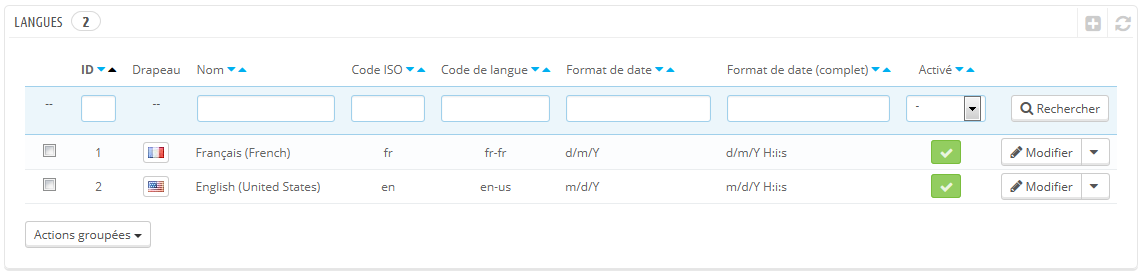 LANGUES 2
ID Drapeau Nom Code ISO Code de langue Format de date Format de date (complet) Activé
-- -- - Rechercher
1 Français (French) fr fr-fr d/m/Y d/m/Y H:i:s Modifier
2 English (United States) en en-us m/d/Y m/d/Y H:i:s Modifier
Actions groupées